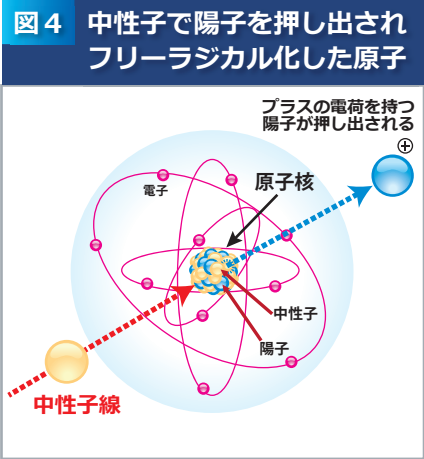 図4 中性子で陽子を押し出され
フリーラジカル化した原子
プラスの電荷を持つ
陽子が押し出される
⊕
電子
原子核
中性子
陽子
中性子線